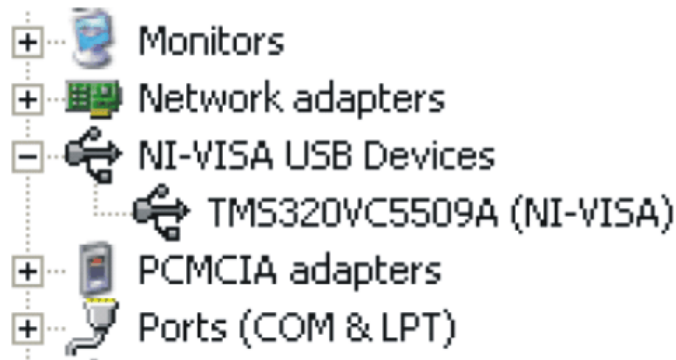 Monitors
Network adapters
NI-VISA USB Devices
TMS320VC5509A (NI-VISA)
PCMCIA adapters
Ports (COM & LPT)